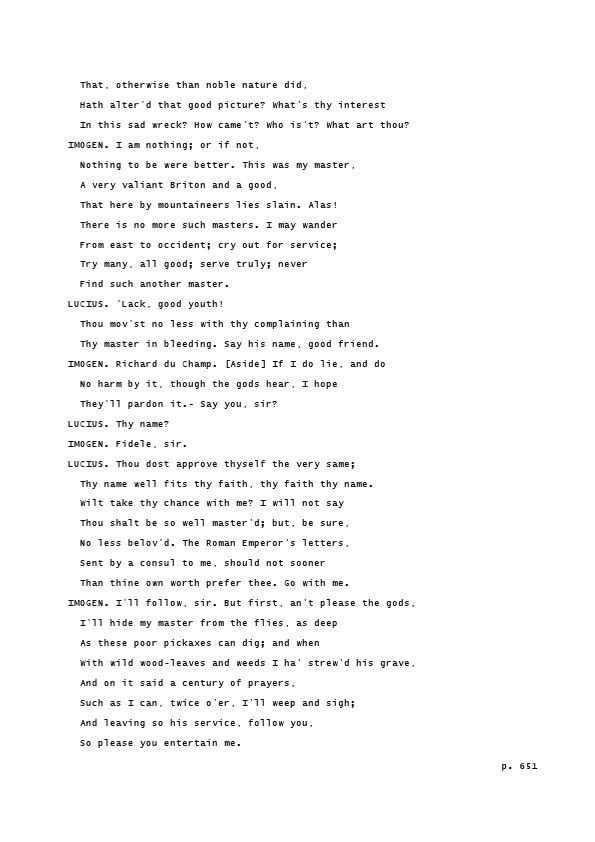 That, otherwise than noble nature did,
Hath alter'd that good picture? What's thy interest
In this sad wreck? How came't? Who is't? What art thou?
IMOGEN. I am nothing; or if not,
Nothing to be were better. This was my master,
A very valiant Briton and a good,
That here by mountaineers lies slain. Alas!
There is no more such masters. I may wander
From east to occident; cry out for service;
Try many, all good; serve truly; never
Find such another master.
LUCIUS. 'Lack, good youth!
Thou mov'st no less with thy complaining than
Thy master in bleeding. Say his name, good friend.
IMOGEN. Richard du Champ. [Aside] If I do lie, and do
No harm by it, though the gods hear, I hope
They'll pardon it.- Say you, sir?
LUCIUS. Thy name?
IMOGEN. Fidele, sir.
LUCIUS. Thou dost approve thyself the very same;
Thy name well fits thy faith, thy faith thy name.
Wilt take thy chance with me? I will not say
Thou shalt be so well master'd; but, be sure,
No less belov'd. The Roman Emperor's letters,
Sent by a consul to me, should not sooner
Than thine own worth prefer thee. Go with me.
IMOGEN. I'll follow, sir. But first, an't please the gods,
I'll hide my master from the flies, as deep
As these poor pickaxes can dig; and when
With wild wood-leaves and weeds I ha' strew'd his grave,
And on it said a century of prayers,
Such as I can, twice o'er, I'll weep and sigh;
And leaving so his service, follow you,
So please you entertain me.
p. 651